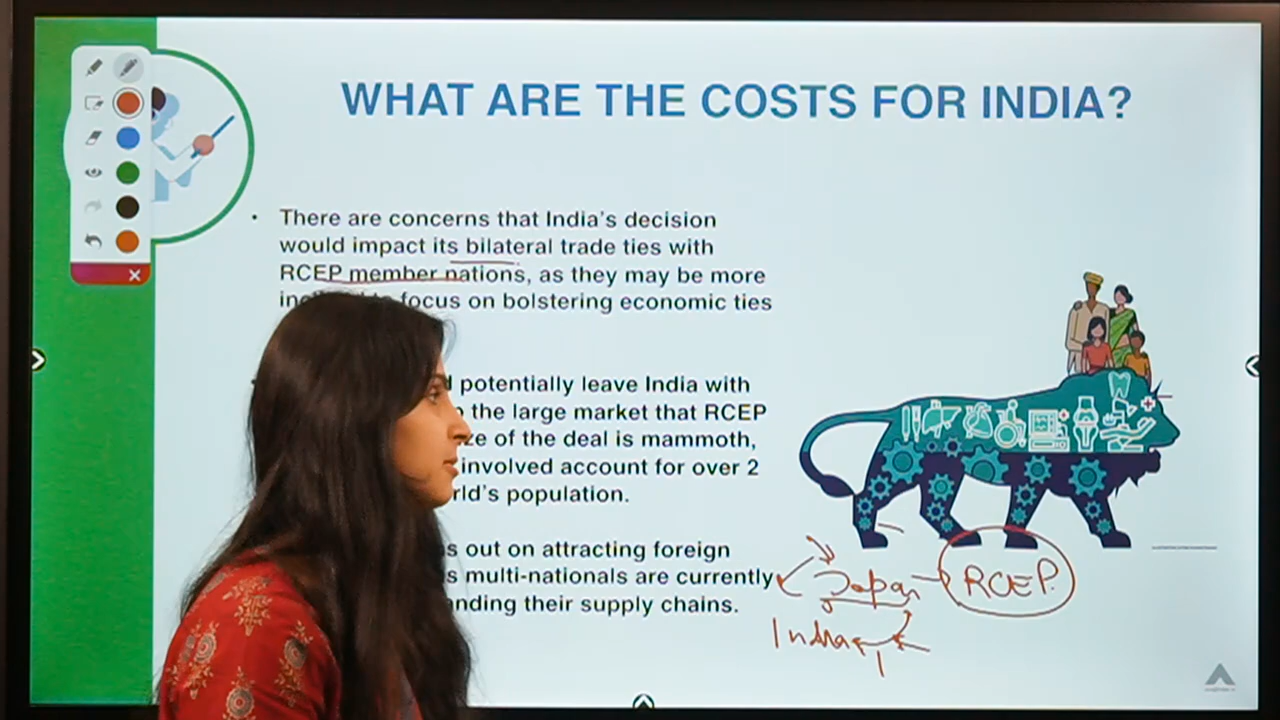 WHAT ARE THE COSTS FOR INDIA?
• There are concerns that India's decision
would impact its bilateral trade ties with
RCEP member nations, as they may be more
focus on bolstering economic ties
potentially leave India with
the large market that RCEP
of the deal is mammoth,
involved account for over 2
population.
out on attracting foreign
multi-nationals are currently
their supply chains.
Japan RCEP.
India